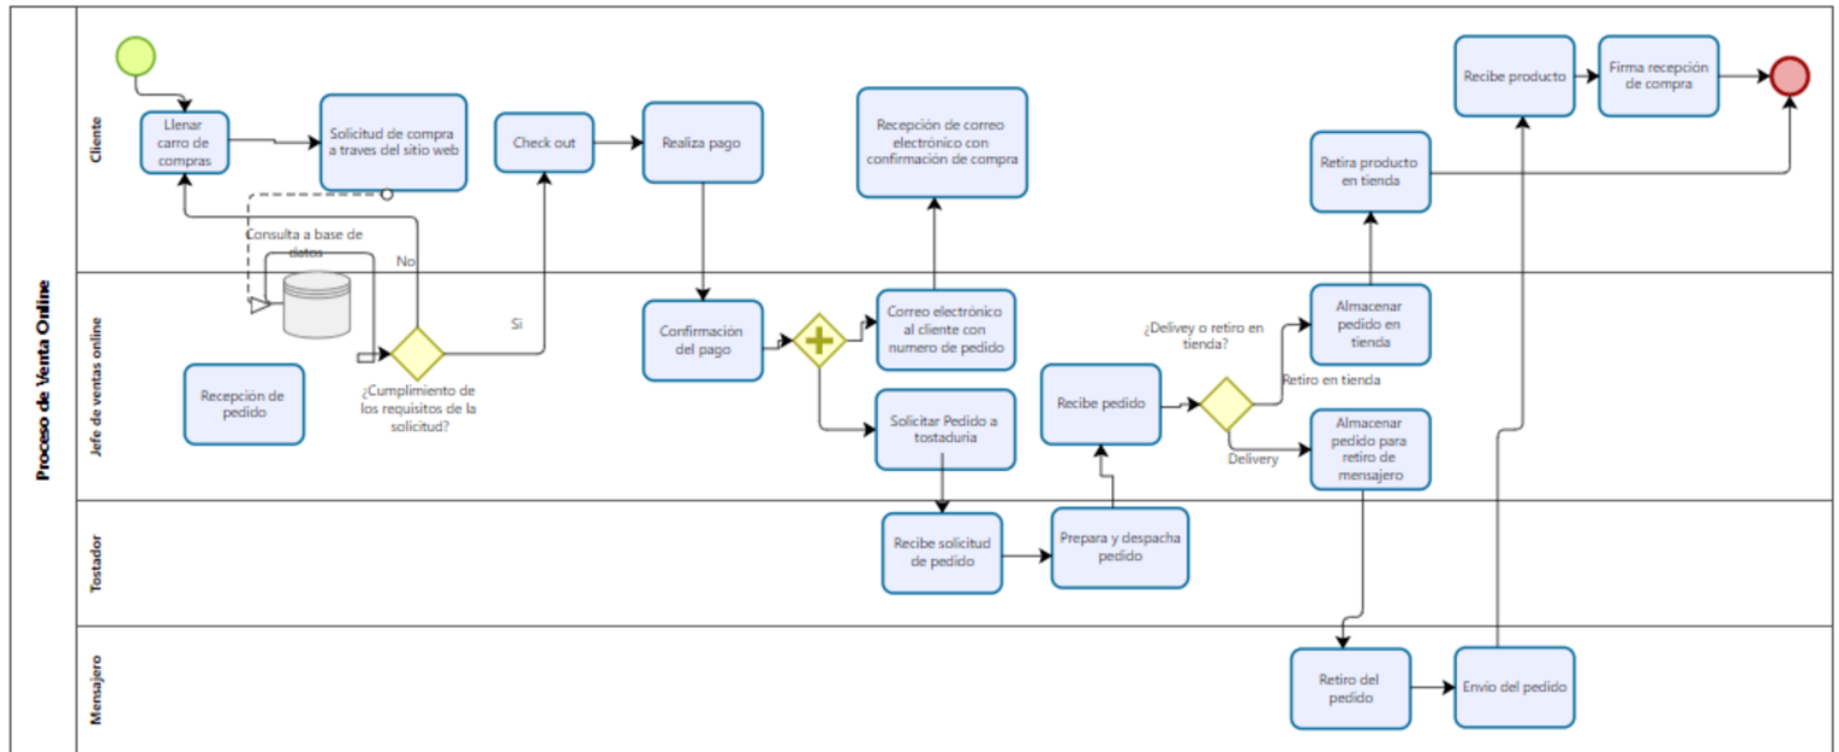 Proceso de Venta Online
Cliente
Llenar
carro de
compras
Solicitud de compra
a traves del sitio web
Check out
Realiza pago
Recepción de correo
electrónico con
confirmación de compra
Retira producto
en tienda
Recibe producto
Firma recepción
de compra
Consulta a base de
datos
No
Jefe de ventas online
Recepción de
pedido
¿Cumplimiento de
los requisitos de la
solicitud?
Si
Confirmación
del pago
Correo electrónico
al cliente con
numero de pedido
Solicitar Pedido a
tostaduria
Recibe pedido
¿Delivey o retiro en
tienda?
Retiro en tienda
Delivery
Almacenar
pedido en
tienda
Almacenar
pedido para
retiro de
mensajero
Tostador
Recibe solicitud
de pedido
Prepara y despacha
pedido
Mensajero
Retiro del
pedido
Envio del pedido